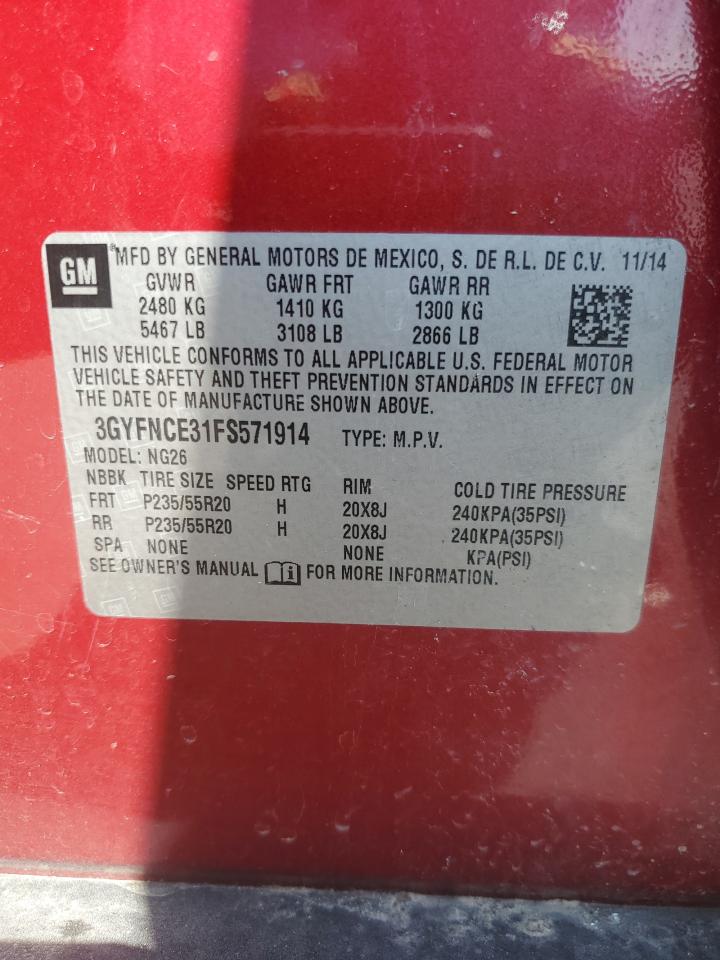 GM ® MFD BY GENERAL MOTORS DE MEXICO, S. DE R.L. DE C.V. 11/14
GVWR GAWR FRT GAWR RR
2480 KG 1410 KG 1300 KG
5467 LB 3108 LB 2866 LB
THIS VEHICLE CONFORMS TO ALL APPLICABLE U.S. FEDERAL MOTOR
VEHICLE SAFETY AND THEFT PREVENTION STANDARDS IN EFFECT ON
THE DATE OF MANUFACTURE SHOWN ABOVE.
3GYFNCE31FS571914 TYPE: M.P.V.
MODEL: NG26
NBBK TIRE SIZE SPEED RTG RIM COLD TIRE PRESSURE
FRT P235/55R20 H 20X8J 240KPA(35PSI)
RR P235/55R20 H 20X8J 240KPA(35PSI)
SPA NONE NONE KPA(PSI)
SEE OWNER'S MANUAL FOR MORE INFORMATION.